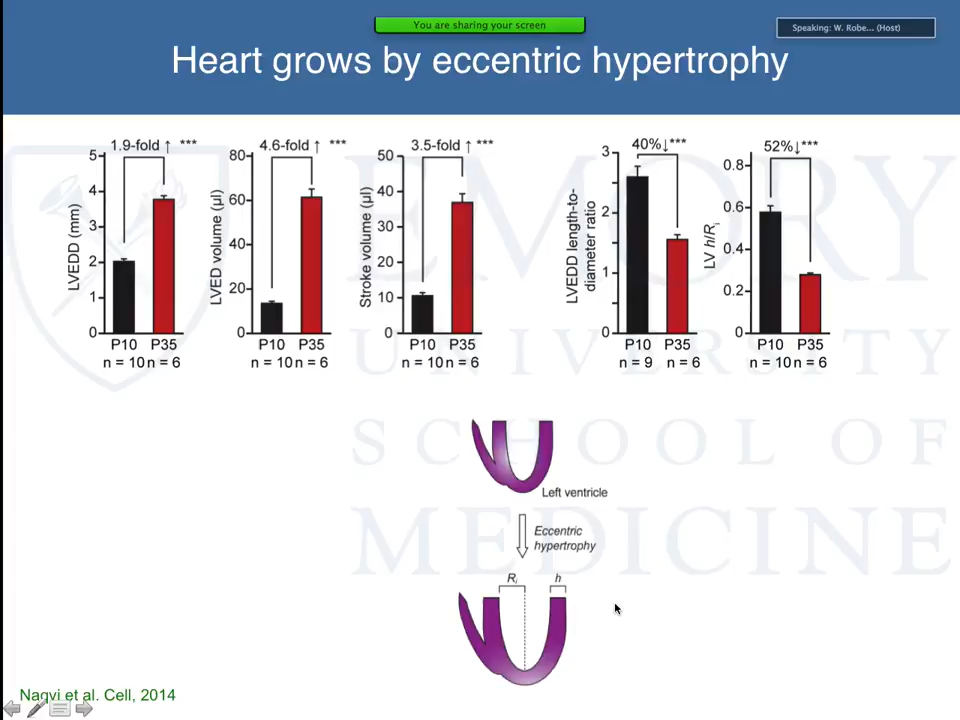 You are sharing your screen
Speaking: W. Robe... (Host)
Heart grows by eccentric hypertrophy
1.9-fold ↑ ***
LVEDD (mm)
5
4
3
2
1
0
P10 P35
n = 10 n = 6
4.6-fold ↑ ***
LVED volume (µl)
80
60
40
20
0
P10 P35
n = 10 n = 6
3.5-fold ↑ ***
Stroke volume (µl)
50
40
30
20
10
0
P10 P35
n = 10 n = 6
40%↓***
LVEDD length-to-
diameter ratio
3
2
1
0
P10 P35
n = 9 n = 6
52%↓***
LV h/Ri
0.8
0.6
0.4
0.2
0
P10 P35
n = 10 n = 6
Left ventricle
Eccentric
hypertrophy
Ri h
EMORY
UNIVERSITY
SCHOOL OF
MEDICINE
Naqvi et al. Cell, 2014